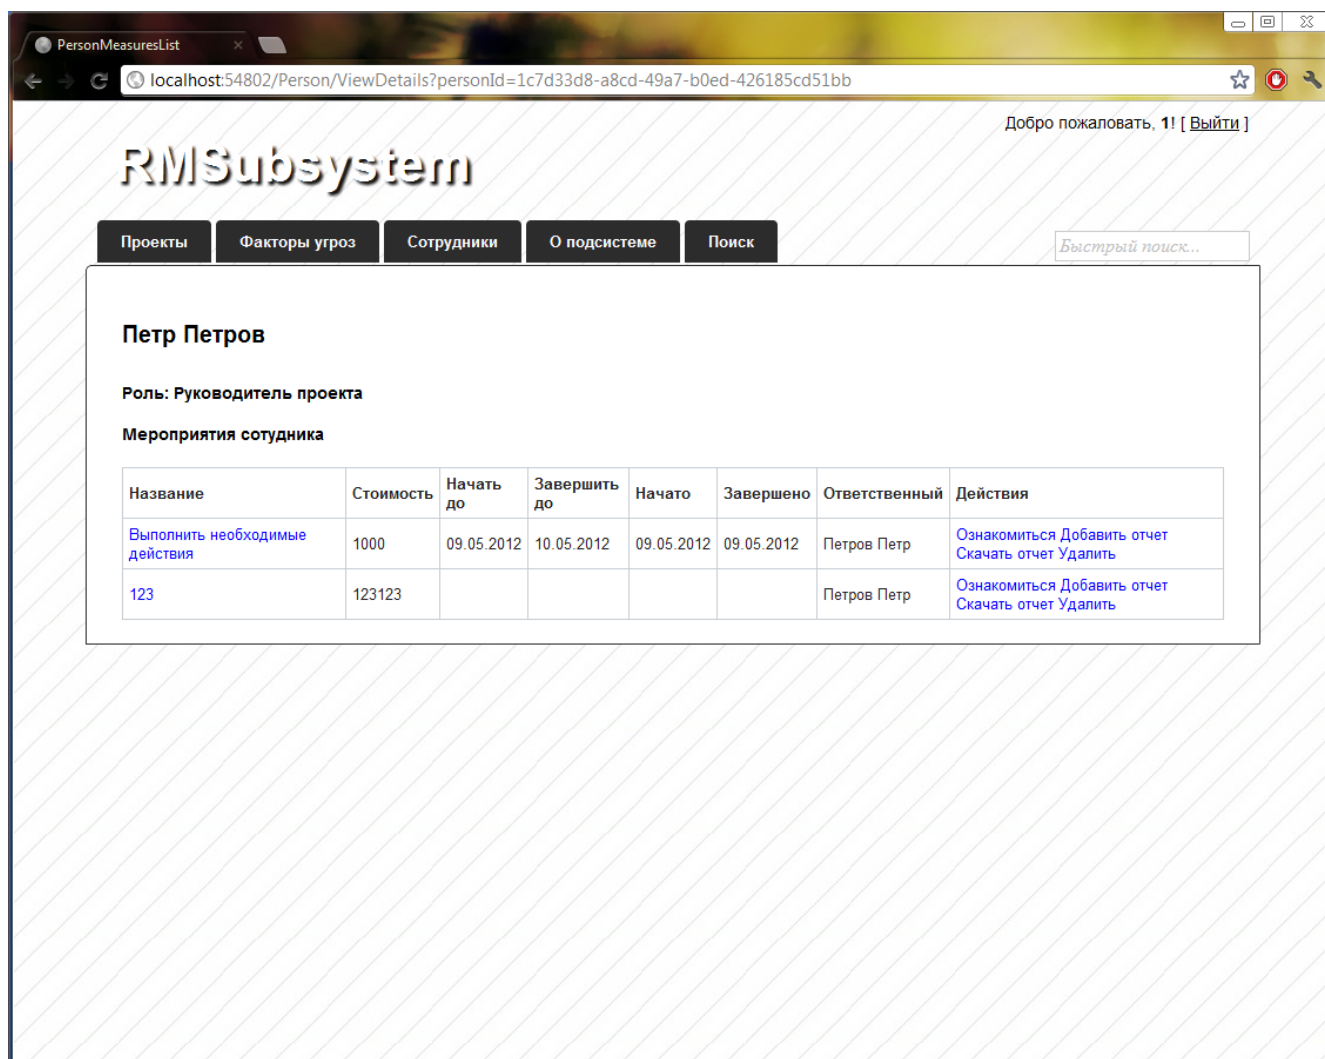 PersonMeasuresList
localhost:54802/Person/ViewDetails?personId=1c7d33d8-a8cd-49a7-b0ed-426185cd51bb
Добро пожаловать, 1! [ Выйти ]
RMSubsystem
Проекты Факторы угроз Сотрудники О подсистеме Поиск Быстрый поиск...
Петр Петров
Роль: Руководитель проекта
Мероприятия сотудника
Название Стоимость Начать до Завершить до Начато Завершено Ответственный Действия
Выполнить необходимые действия 1000 09.05.2012 10.05.2012 09.05.2012 09.05.2012 Петров Петр Ознакомиться Добавить отчет Скачать отчет Удалить
123 123123 Петров Петр Ознакомиться Добавить отчет Скачать отчет Удалить